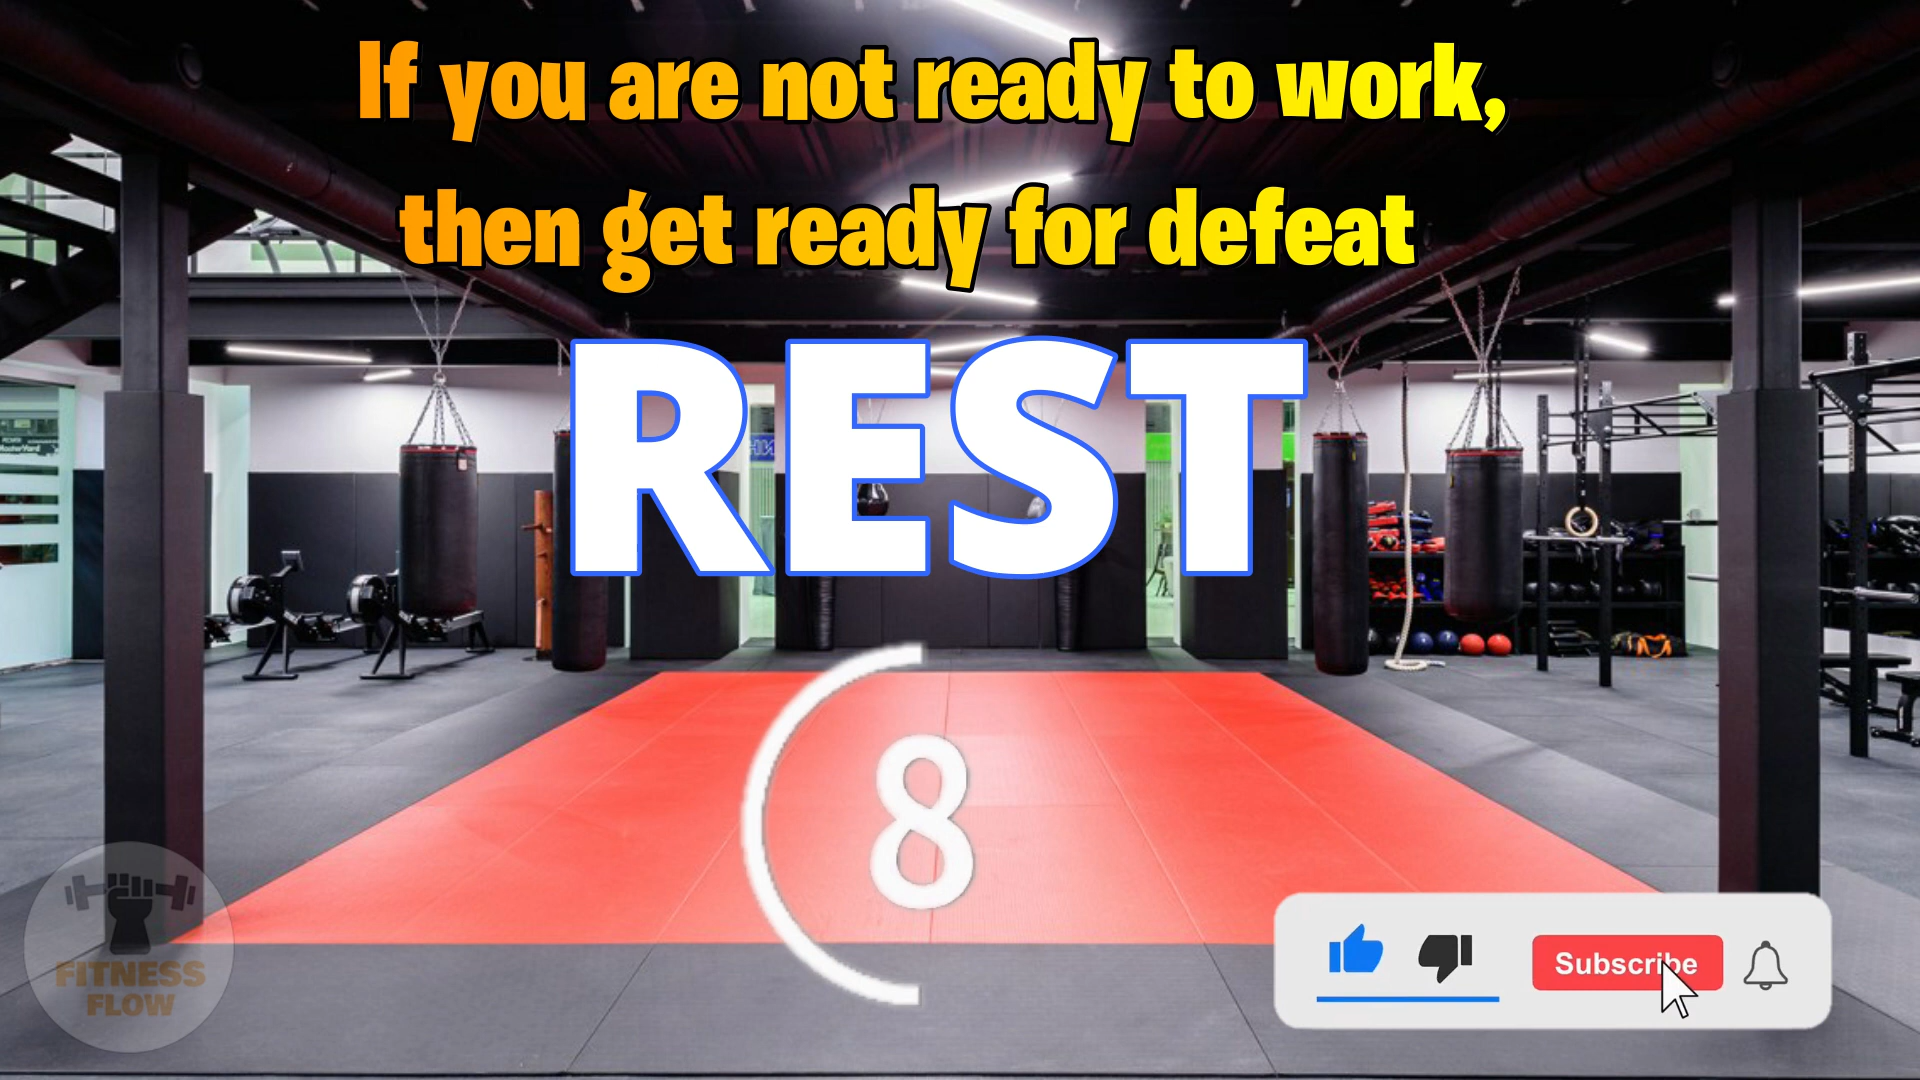 If you are not ready to work,
then get ready for defeat
REST
8
Subscribe
FITNESS
FLOW